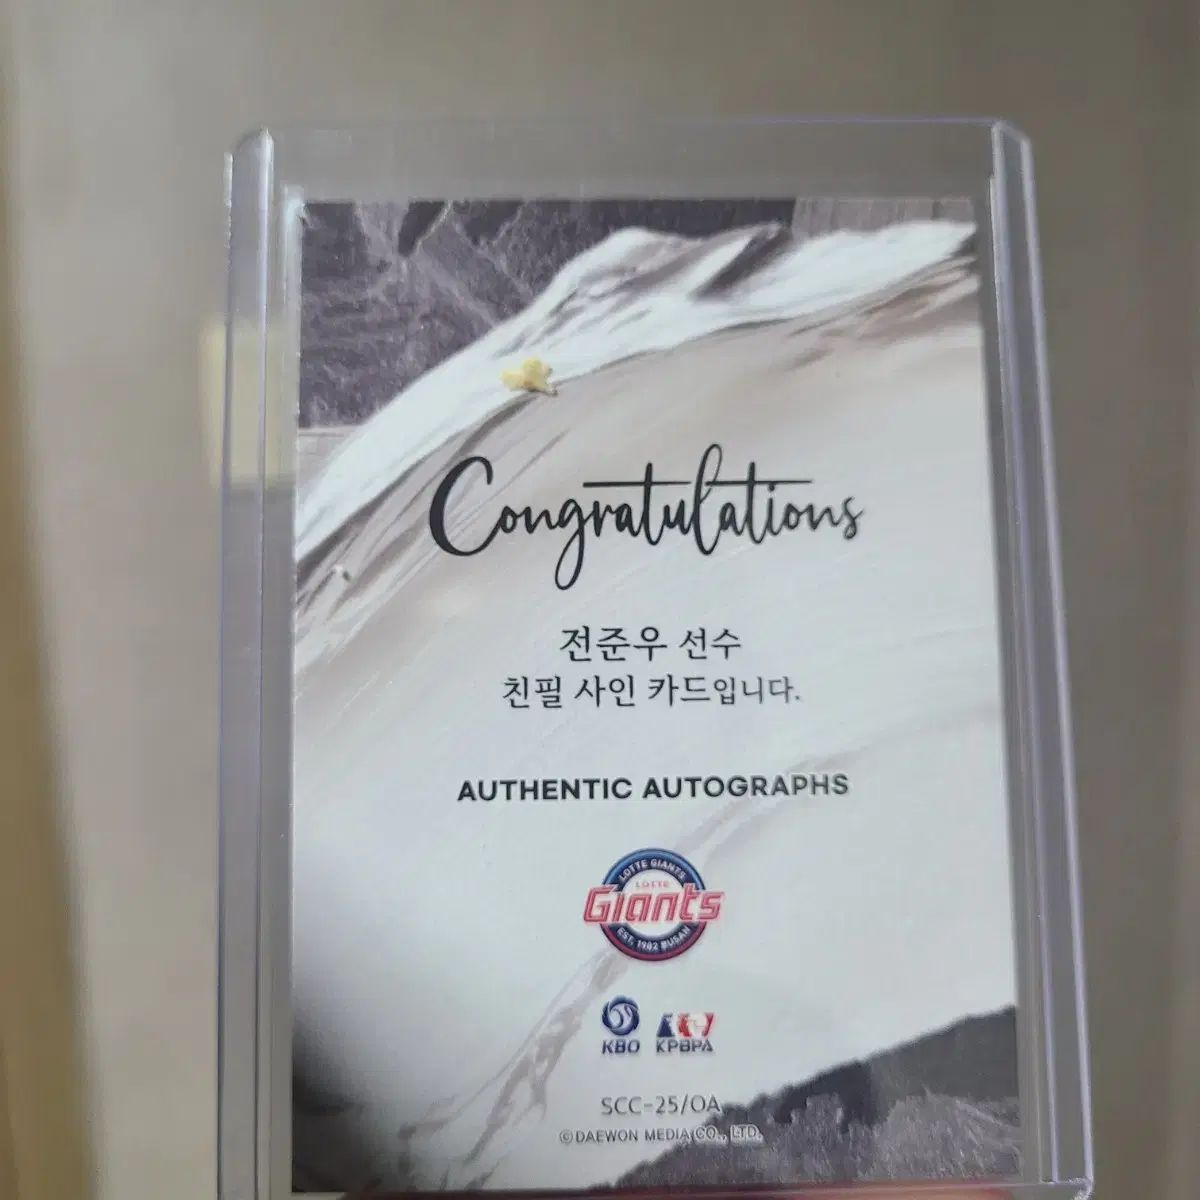 Congratulations
전준우 선수
친필 사인 카드입니다.
AUTHENTIC AUTOGRAPHS
LOTTE GIANTS
LOTTE
Giants
EST. 1982 BUSAN
KBO KPBPA
SCC-25/OA
©DAEWON MEDIA CO., LTD.